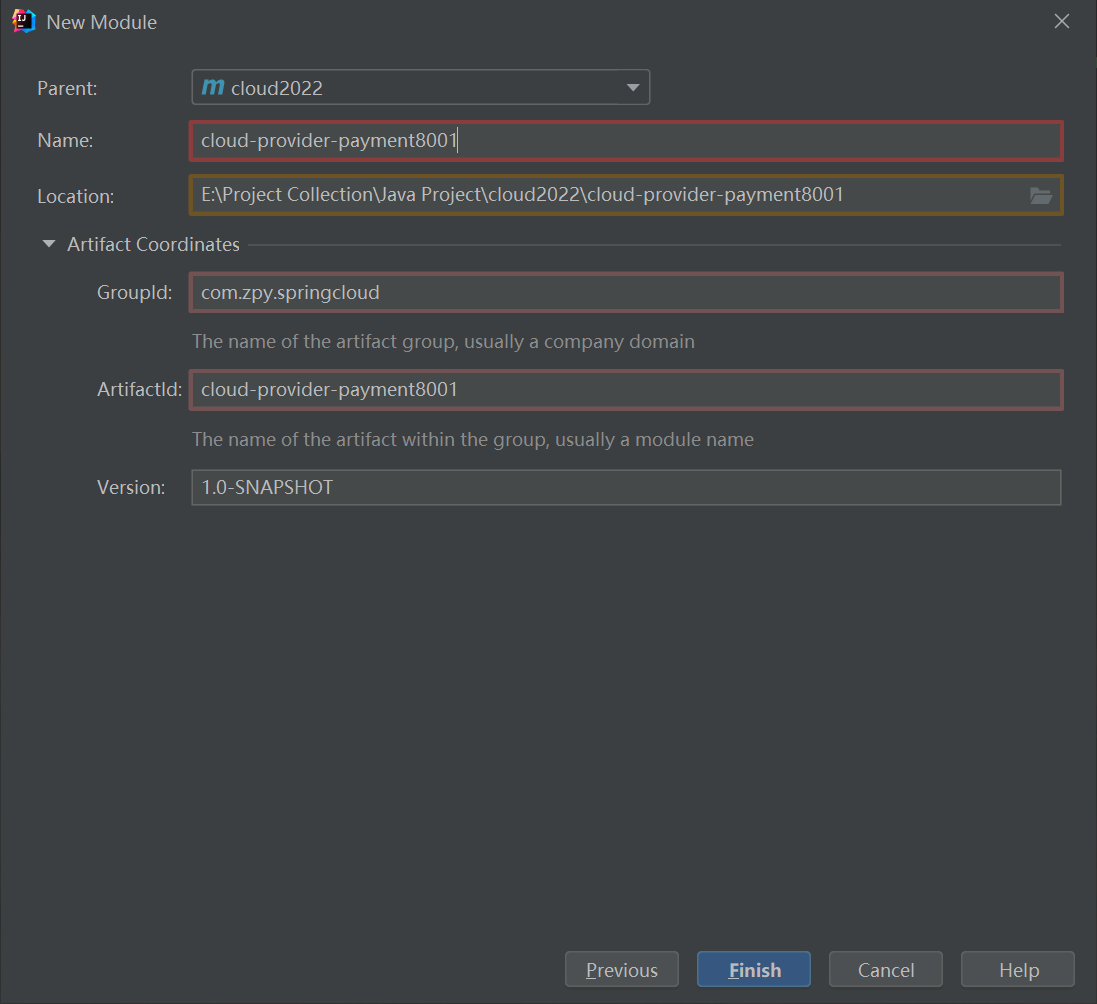 New Module
Parent: cloud2022
Name: cloud-provider-payment8001
Location: E:\Project Collection\Java Project\cloud2022\cloud-provider-payment8001
Artifact Coordinates
GroupId: com.zpy.springcloud
The name of the artifact group, usually a company domain
ArtifactId: cloud-provider-payment8001
The name of the artifact within the group, usually a module name
Version: 1.0-SNAPSHOT
Previous Finish Cancel Help